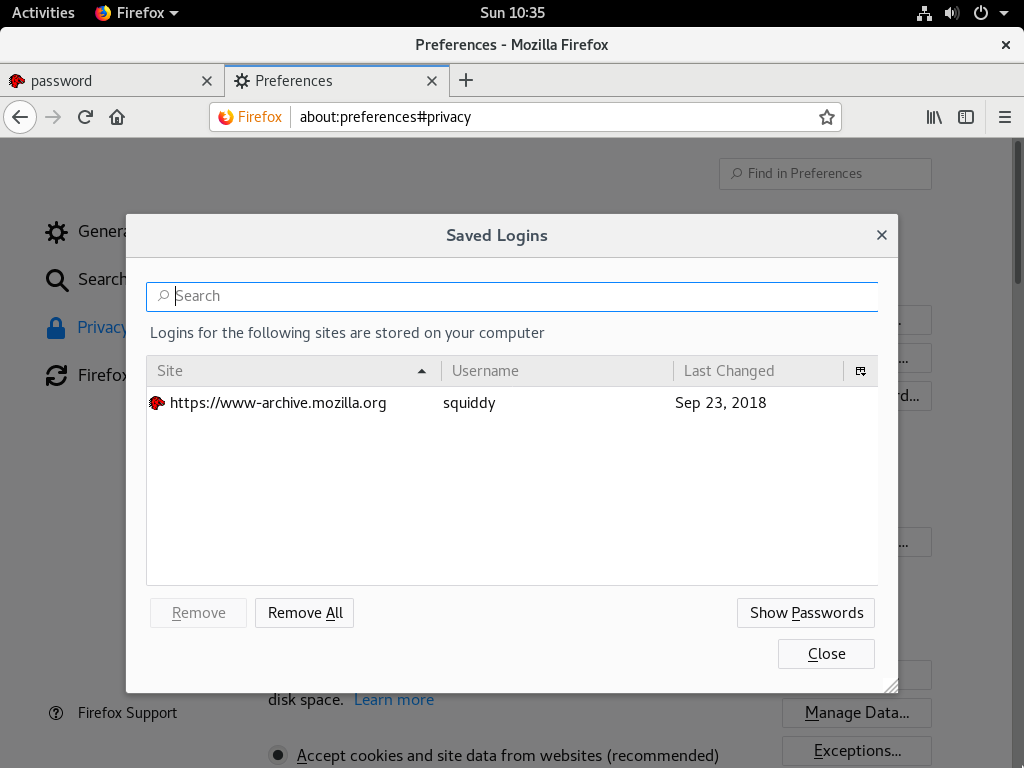 Activities Firefox Sun 10:35
Preferences - Mozilla Firefox
password Preferences
Firefox about:preferences#privacy
Find in Preferences
Genera
Search
Privacy
Firefox
Saved Logins
Search
Logins for the following sites are stored on your computer
Site Username Last Changed
https://www-archive.mozilla.org squiddy Sep 23, 2018
Remove Remove All Show Passwords
Close
...
rd...
...
disk space. Learn more
Firefox Support
Manage Data...
Accept cookies and site data from websites (recommended)
Exceptions...